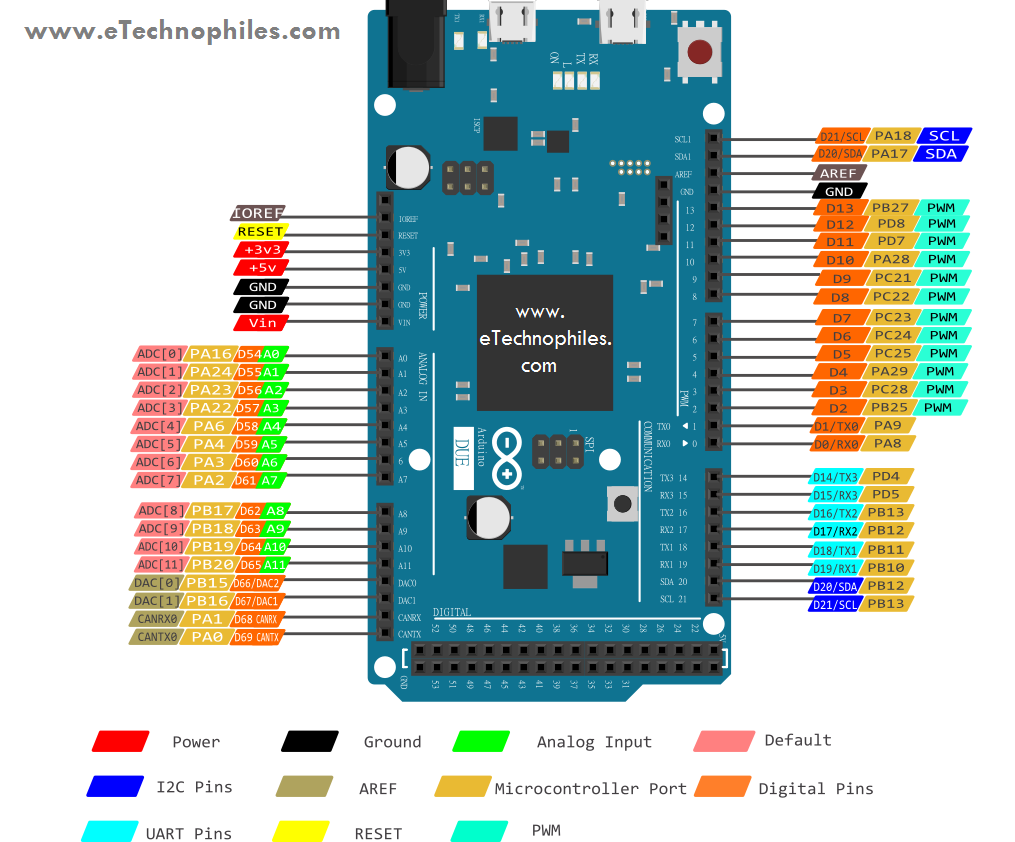 www.eTechnophiles.com
ON L TX RX
ISCP
SCL1 D21/SCL PA18 SCL
SDA1 D20/SDA PA17 SDA
AREF AREF
GND GND
13 D13 PB27 PWM
12 D12 PD8 PWM
11 D11 PD7 PWM
10 D10 PA28 PWM
9 D9 PC21 PWM
8 D8 PC22 PWM
7 D7 PC23 PWM
6 D6 PC24 PWM
5 D5 PC25 PWM
4 D4 PA29 PWM
3 D3 PC28 PWM
2 D2 PB25 PWM
TX0 1 D1/TX0 PA9
RX0 0 D0/RX0 PA8
PWM
IOREF IOREF
RESET RESET
+3v3 3V3
+5v 5V
GND GND
GND GND
Vin VIN
POWER
www.
eTechnophiles.
com
ADC[0] PA16 D54 A0 A0
ADC[1] PA24 D55 A1 A1
ADC[2] PA23 D56 A2 A2
ADC[3] PA22 D57 A3 A3
ADC[4] PA6 D58 A4 A4
ADC[5] PA4 D59 A5 A5
ADC[6] PA3 D60 A6 6
ADC[7] PA2 D61 A7 A7
ANALOG IN
Arduino
DUE
1
SPI
COMMUNICATION
TX3 14 D14/TX3 PD4
RX3 15 D15/RX3 PD5
TX2 16 D16/TX2 PB13
RX2 17 D17/RX2 PB12
TX1 18 D18/TX1 PB11
RX1 19 D19/RX1 PB10
SDA 20 D20/SDA PB12
SCL 21 D21/SCL PB13
ADC[8] PB17 D62 A8 A8
ADC[9] PB18 D63 A9 A9
ADC[10] PB19 D64 A10 A10
ADC[11] PB20 D65 A11 A11
DAC[0] PB15 D66/DAC2 DAC0
DAC[1] PB16 D67/DAC1 DAC1
CANRX0 PA1 D68 CANRX CANRX
CANTX0 PA0 D69 CANTX CANTX
DIGITAL
52 50 48 46 44 42 40 38 36 34 32 30 28 26 24 22 5V
GND 53 51 49 47 45 43 41 39 37 35 33 31
Power Ground Analog Input Default
I2C Pins AREF Microcontroller Port Digital Pins
UART Pins RESET PWM